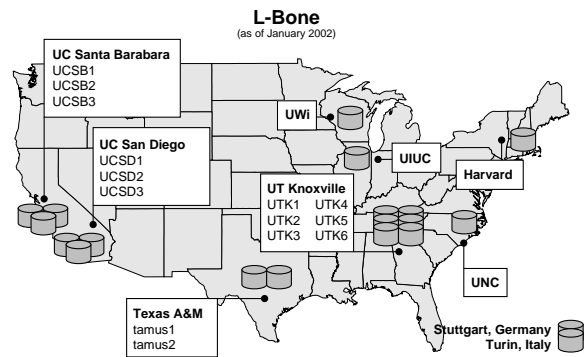 L-Bone
(as of January 2002)
UC Santa Barabara
UCSB1
UCSB2
UCSB3
UC San Diego
UCSD1
UCSD2
UCSD3
UWi
UIUC
Harvard
UT Knoxville
UTK1 UTK4
UTK2 UTK5
UTK3 UTK6
UNC
Texas A&M
tamus1
tamus2
Stuttgart, Germany
Turin, Italy